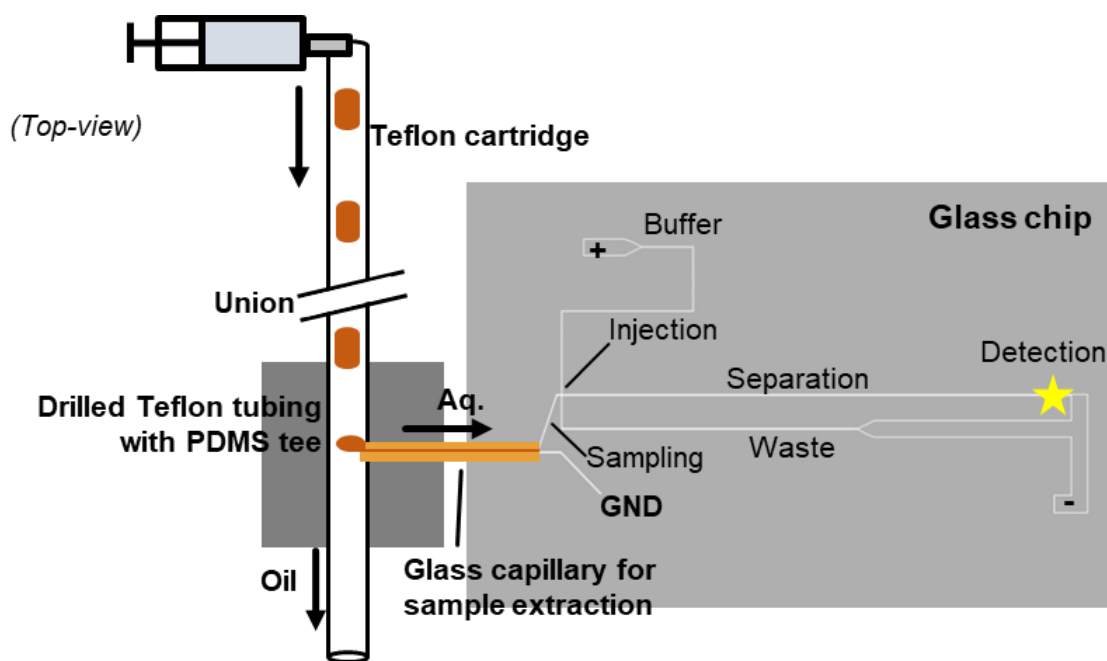 (Top-view)
Teflon cartridge
Glass chip
Buffer
+
Union
Injection
Detection
Separation
Drilled Teflon tubing
with PDMS tee
Aq.
Waste
Sampling
GND
-
Oil
Glass capillary for
sample extraction